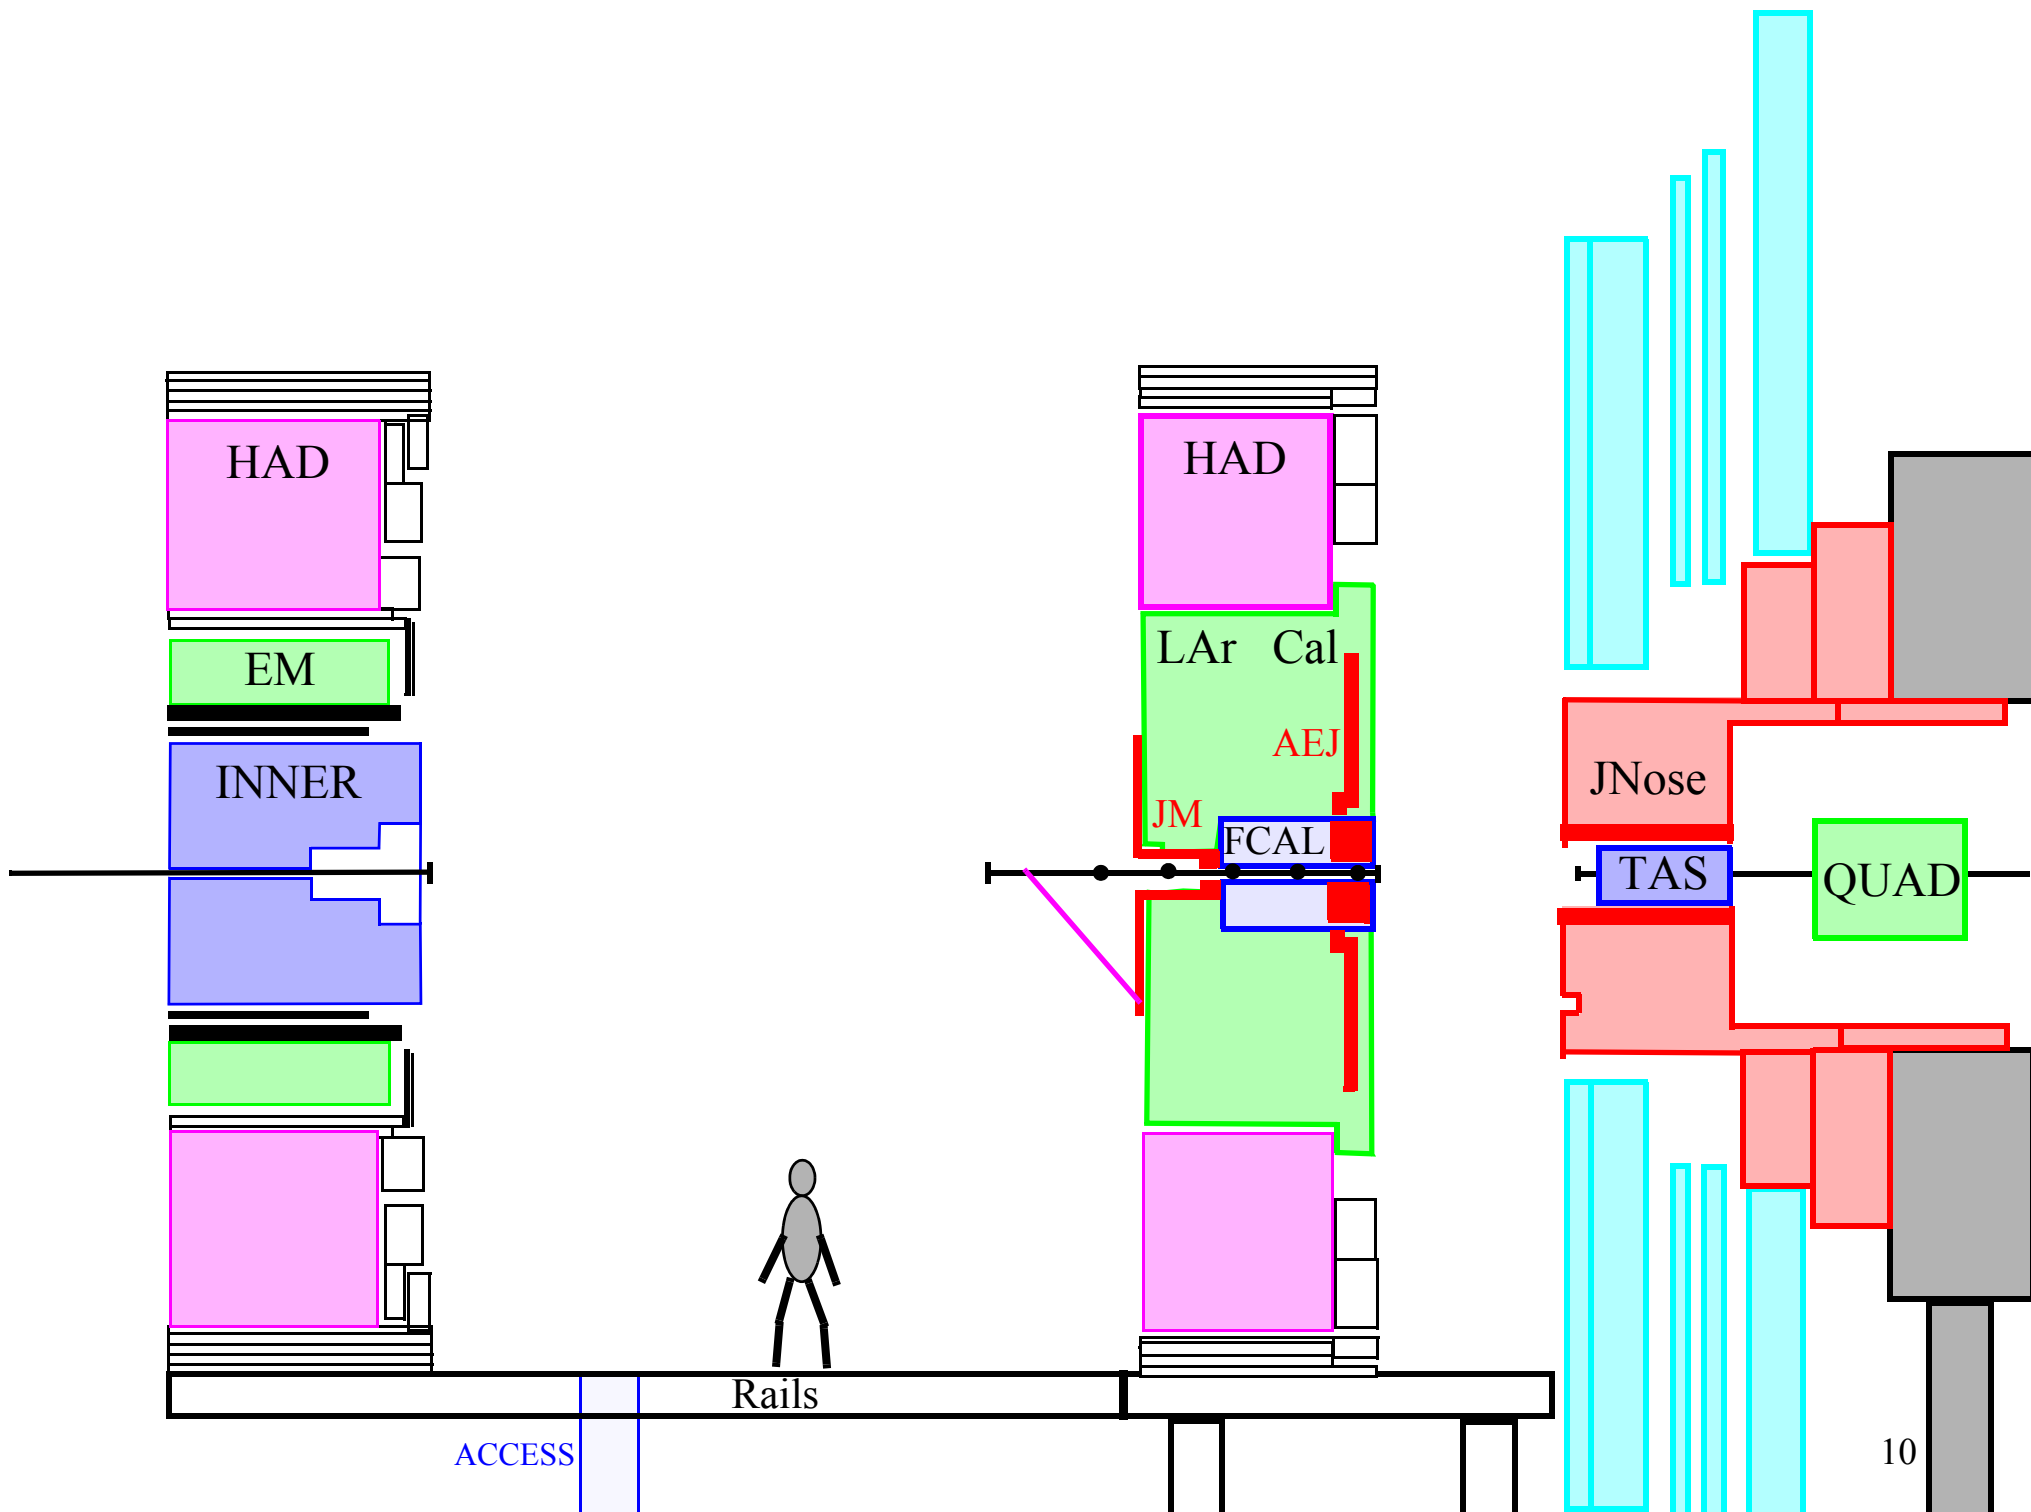 HAD
HAD
EM
LAr Cal
INNER
AEJ
JM
FCAL
JNose
TAS
QUAD
Rails
ACCESS
10